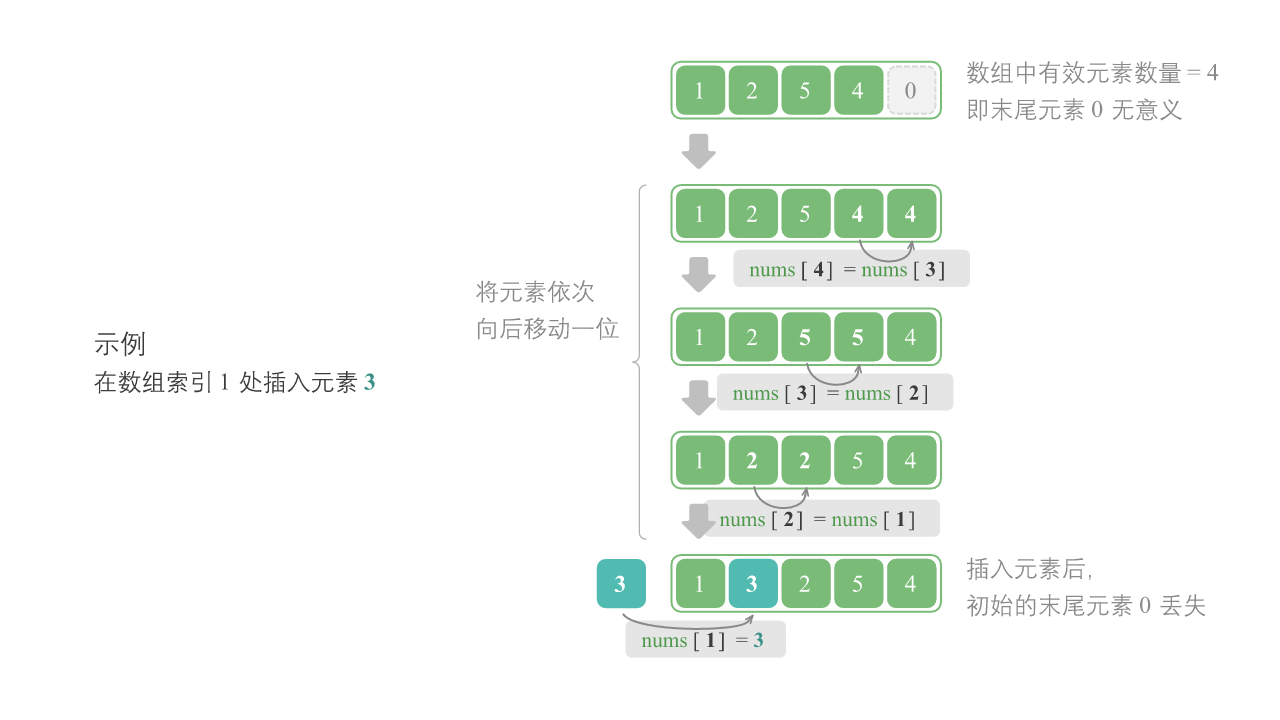 1 2 5 4 0
数组中有效元素数量 = 4
即末尾元素 0 无意义
1 2 5 4 4
nums [ 4 ] = nums [ 3 ]
将元素依次
向后移动一位
1 2 5 5 4
nums [ 3 ] = nums [ 2 ]
示例
在数组索引 1 处插入元素 3
1 2 2 5 4
nums [ 2 ] = nums [ 1 ]
3
1 3 2 5 4
nums [ 1 ] = 3
插入元素后,
初始的末尾元素 0 丢失